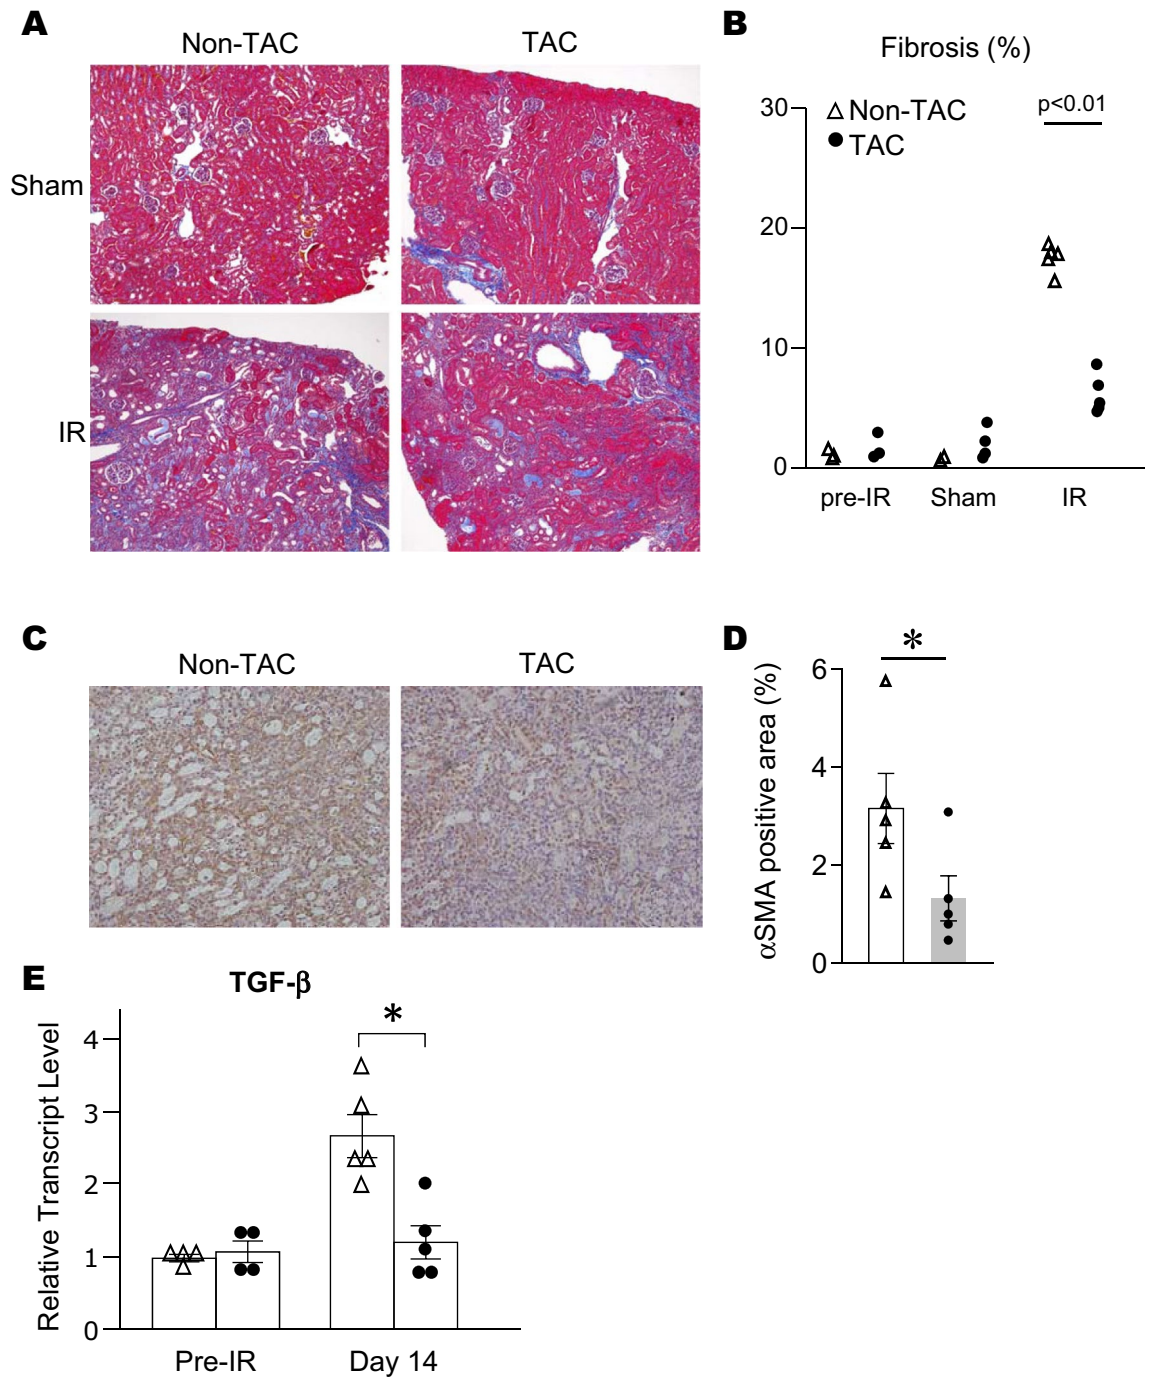 A
Non-TAC
TAC
Sham
IR
B
Fibrosis (%)
30
20
10
0
Non-TAC
TAC
p<0.01
pre-IR
Sham
IR
C
Non-TAC
TAC
D
αSMA positive area (%)
6
4
2
0
*
E
TGF-β
Relative Transcript Level
4
3
2
1
0
*
Pre-IR
Day 14